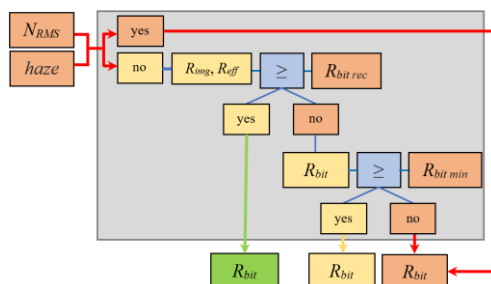 N_RMS
yes
haze
no
R_img, R_eff
≥
R_bit rec
yes
no
R_bit
≥
R_bit min
yes
no
R_bit
R_bit
R_bit